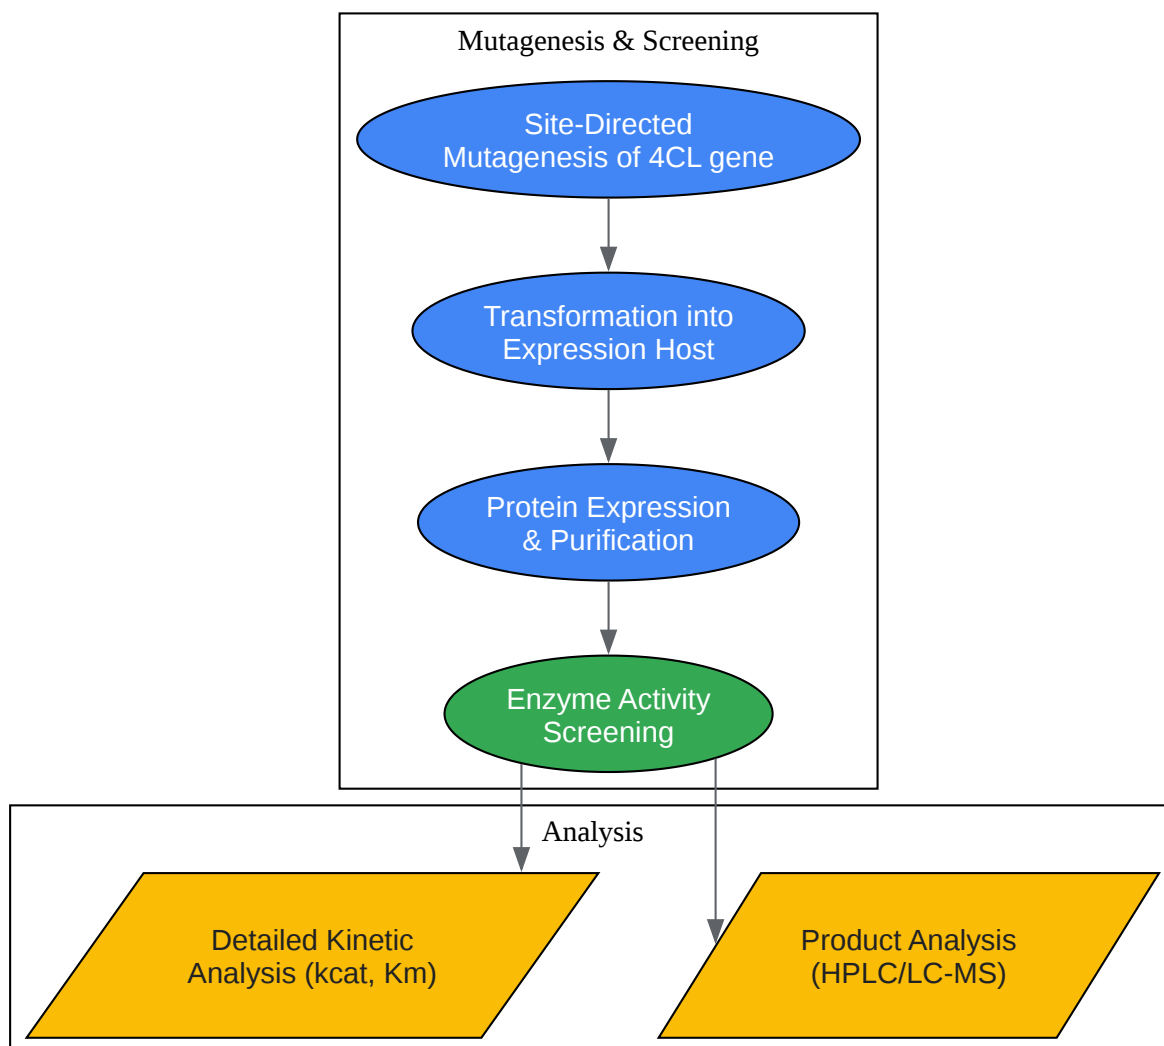 Mutagenesis & Screening
Site-Directed
Mutagenesis of 4CL gene
Transformation into
Expression Host
Protein Expression
& Purification
Enzyme Activity
Screening
Analysis
Detailed Kinetic
Analysis (kcat, Km)
Product Analysis
(HPLC/LC-MS)